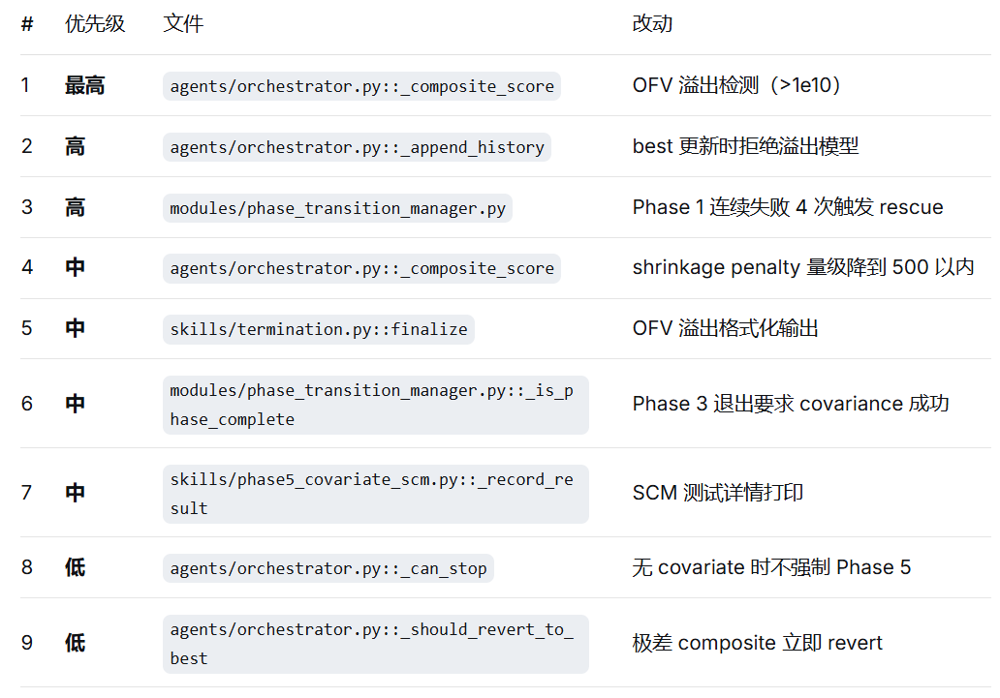 # 优先级 文件 改动
1 最高 agents/orchestrator.py::_composite_score OFV 溢出检测（>1e10）
2 高 agents/orchestrator.py::_append_history best 更新时拒绝溢出模型
3 高 modules/phase_transition_manager.py Phase 1 连续失败 4 次触发 rescue
4 中 agents/orchestrator.py::_composite_score shrinkage penalty 量级降到 500 以内
5 中 skills/termination.py::finalize OFV 溢出格式化输出
6 中 modules/phase_transition_manager.py::_is_p
hase_complete Phase 3 退出要求 covariance 成功
7 中 skills/phase5_covariate_scm.py::_record_re
sult SCM 测试详情打印
8 低 agents/orchestrator.py::_can_stop 无 covariate 时不强制 Phase 5
9 低 agents/orchestrator.py::_should_revert_to_
best 极差 composite 立即 revert